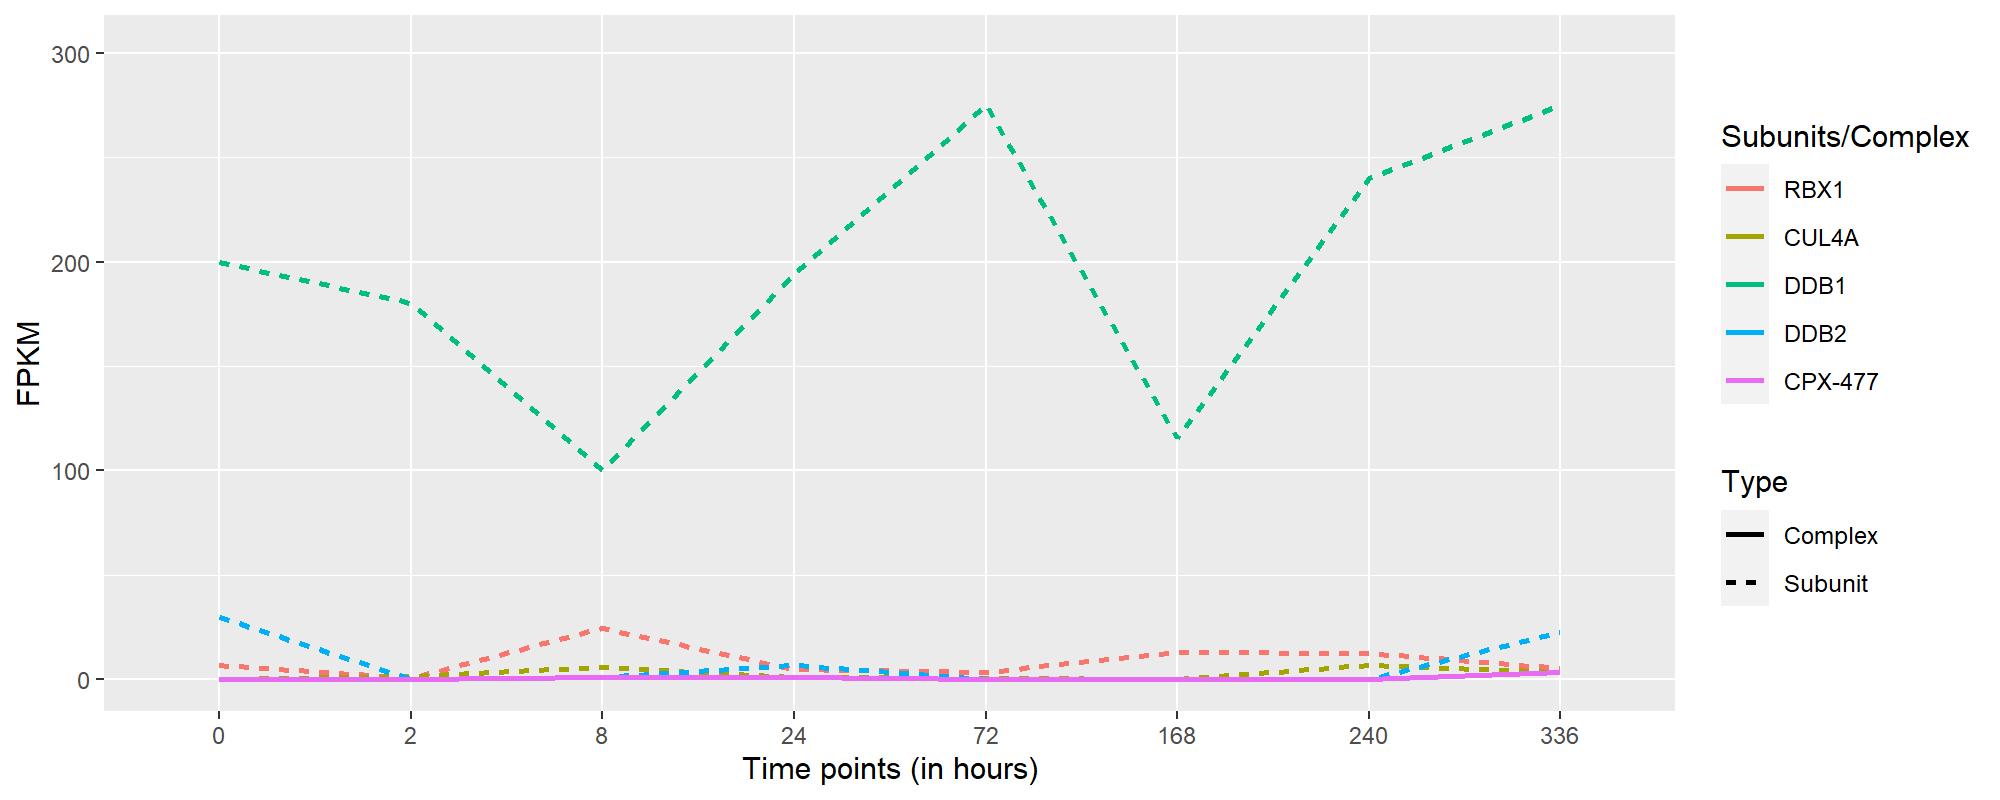 300
200
100
0
FPKM
0 2 8 24 72 168 240 336
Time points (in hours)
Subunits/Complex
RBX1
CUL4A
DDB1
DDB2
CPX-477
Type
Complex
Subunit